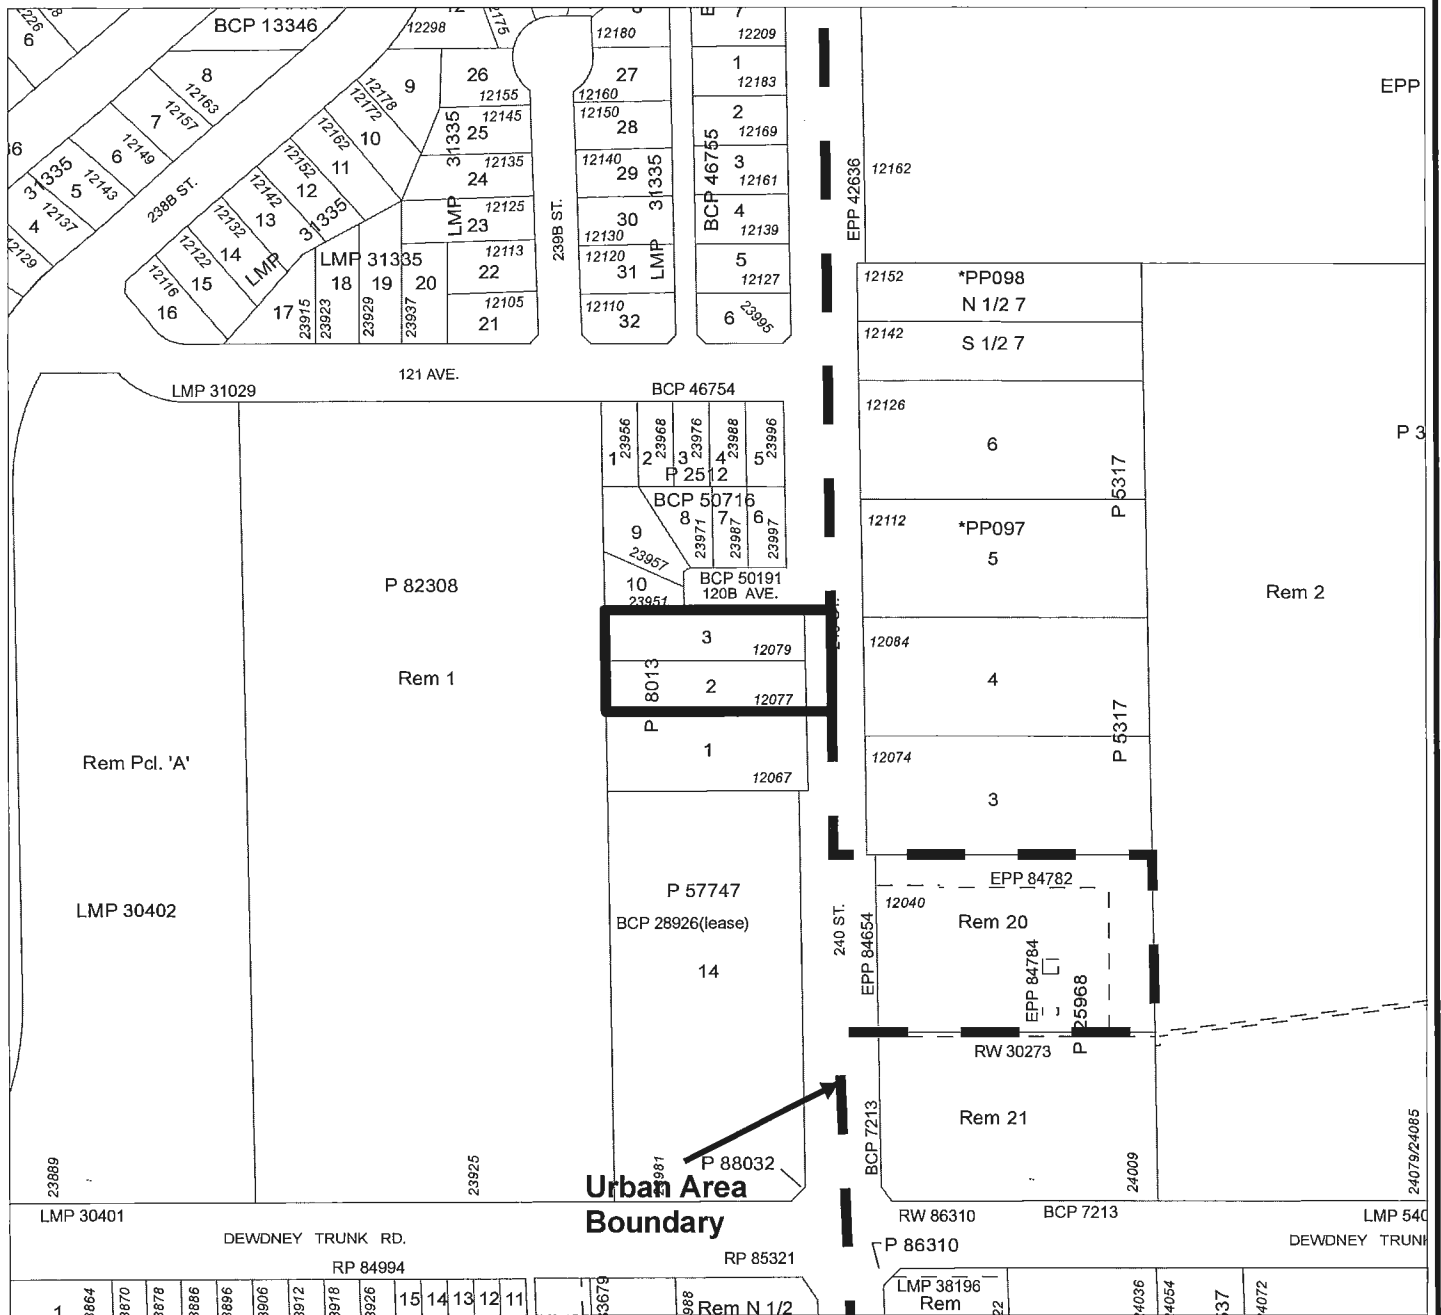 BCP 13346
12298
2175
12180
7
12209
6
8
12163
7
12157
6
12149
5
12143
31335
4
12137
12129
238B ST.
9
12178
12172
10
12162
11
12152
12
12142
13
12132
14
12122
15
12116
16
LMP
31335
LMP 31335
17
18
19
20
23915
23923
23929
23937
26
12155
12145
25
31335
12135
24
12125
23
LMP
12113
22
12105
21
239B ST.
27
12160
12150
28
12140
29
31335
30
12130
12120
31
LMP
12110
32
1
12183
2
12169
BCP 46755
3
12161
4
12139
5
12127
6
23995
EPP 42636
12162
EPP
12152
*PP098
N 1/2 7
12142
S 1/2 7
12126
6
P 5317
P 3
12112
*PP097
5
Rem 2
12084
4
P 5317
12074
3
121 AVE.
LMP 31029
BCP 46754
1
23956
2
23968
3
23976
4
23988
5
23996
P 2512
BCP 50716
8
7
6
23971
23987
23997
9
23957
10
23951
BCP 50191
120B AVE.
3
12079
P 8013
2
12077
1
12067
P 82308
Rem 1
Rem Pcl. 'A'
LMP 30402
P 57747
BCP 28926(lease)
14
240 ST.
EPP 84654
EPP 84782
12040
Rem 20
EPP 84784
P 25968
RW 30273
Rem 21
BCP 7213
24009
24079/24085
23889
23925
23981
P 88032
Urban Area
Boundary
LMP 30401
DEWDNEY TRUNK RD.
RP 84994
RP 85321
RW 86310
BCP 7213
P 86310
LMP 540
DEWDNEY TRUN
1
15 14 13 12 11
Rem N 1/2
LMP 38196
Rem
24036
24054
24072